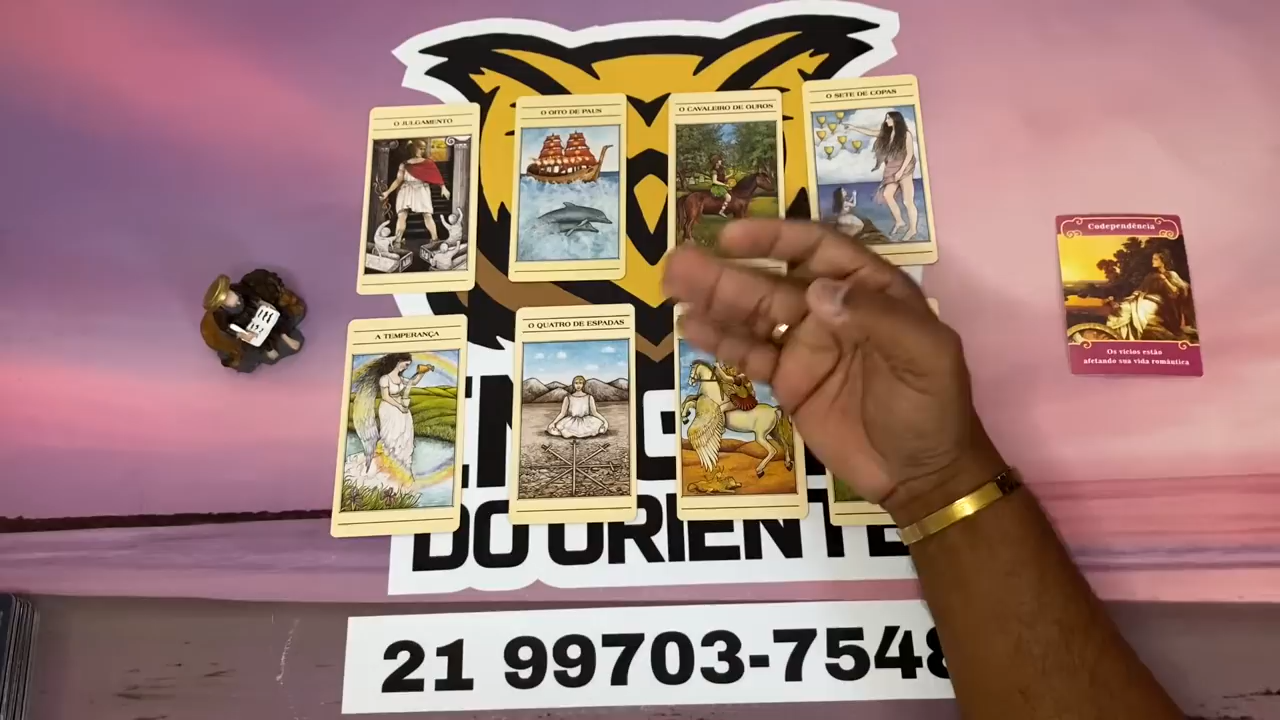 O JULGAMENTO
O OITO DE PAUS
O CAVALEIRO DE OUROS
O SETE DE COPAS
Codependência
Os vícios estão
afetando sua vida romântica
A TEMPERANÇA
O QUATRO DE ESPADAS
DO ORIENTE
21 99703-7548